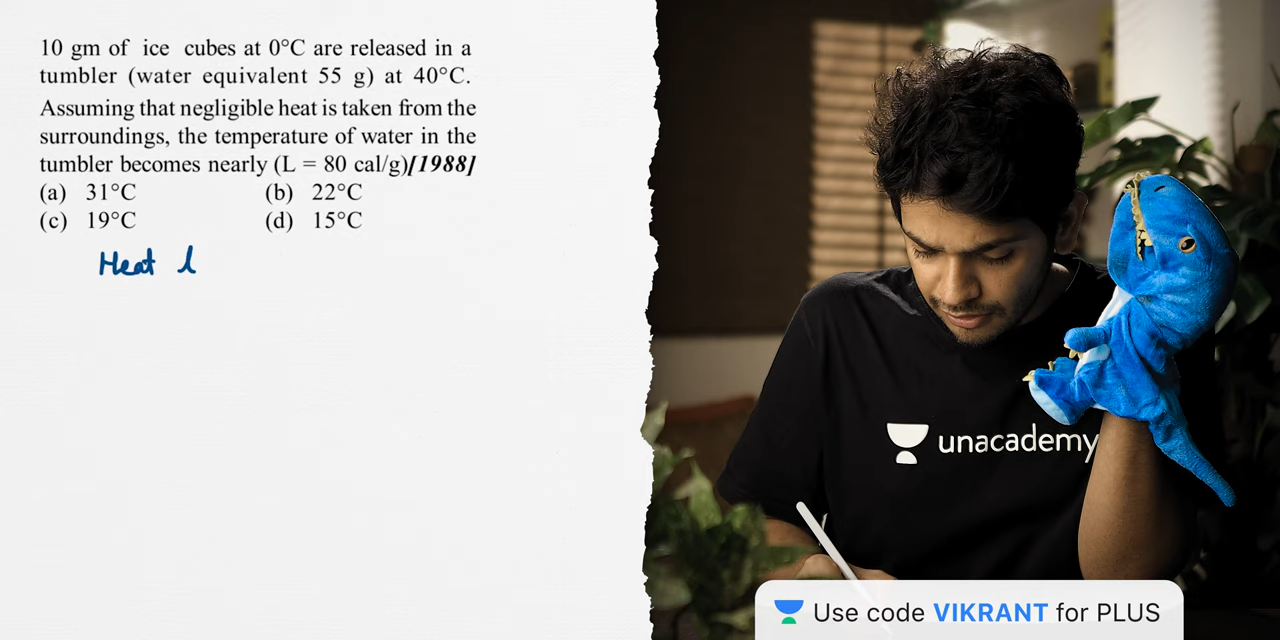 10 gm of ice cubes at 0°C are released in a
tumbler (water equivalent 55 g) at 40°C.
Assuming that negligible heat is taken from the
surroundings, the temperature of water in the
tumbler becomes nearly (L = 80 cal/g)[1988]
(a) 31°C (b) 22°C
(c) 19°C (d) 15°C
Heat l
unacademy
Use code VIKRANT for PLUS